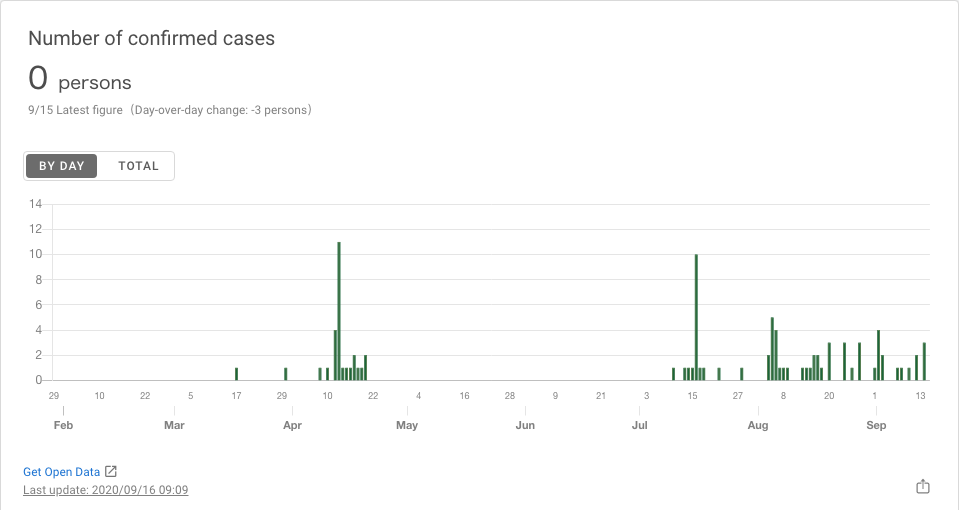 Number of confirmed cases
0 persons
9/15 Latest figure（Day-over-day change: -3 persons）
BY DAY TOTAL
14
12
10
8
6
4
2
0
29 10 22 5 17 29 10 22 4 16 28 9 21 3 15 27 8 20 1 13
Feb Mar Apr May Jun Jul Aug Sep
Get Open Data
Last update: 2020/09/16 09:09